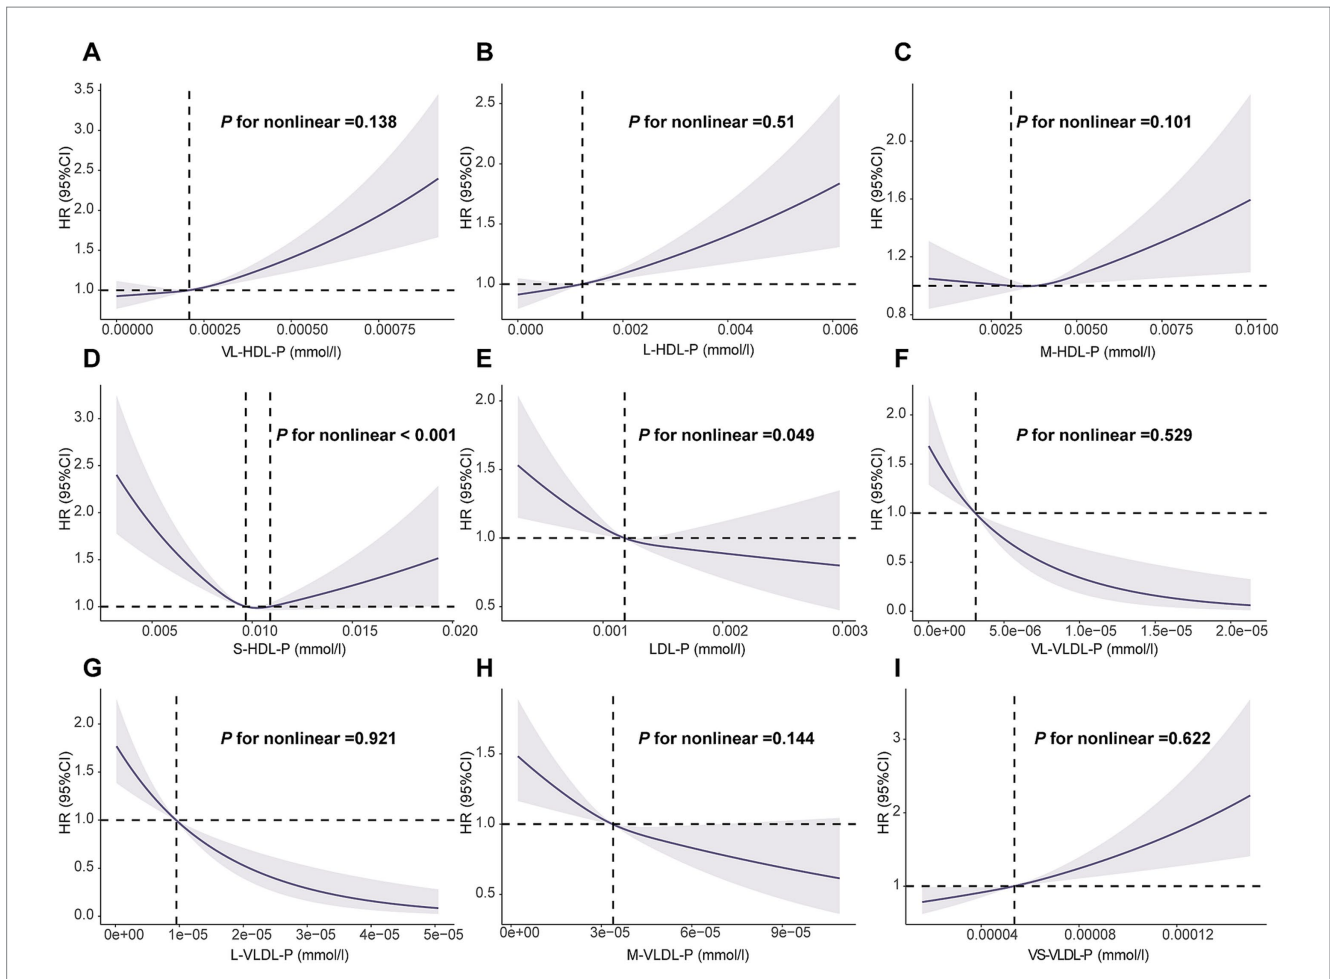 A
HR (95%CI)
3.5
3.0
2.5
2.0
1.5
1.0
P for nonlinear =0.138
0.00000
0.00025
0.00050
0.00075
VL-HDL-P (mmol/l)
B
HR (95%CI)
2.5
2.0
1.5
1.0
P for nonlinear =0.51
0.000
0.002
0.004
0.006
L-HDL-P (mmol/l)
C
HR (95%CI)
2.0
1.6
1.2
0.8
P for nonlinear =0.101
0.0025
0.0050
0.0075
0.0100
M-HDL-P (mmol/l)
D
HR (95%CI)
3.0
2.5
2.0
1.5
1.0
P for nonlinear < 0.001
0.005
0.010
0.015
0.020
S-HDL-P (mmol/l)
E
HR (95%CI)
2.0
1.5
1.0
0.5
P for nonlinear =0.049
0.001
0.002
0.003
LDL-P (mmol/l)
F
HR (95%CI)
2.0
1.5
1.0
0.5
0.0
P for nonlinear =0.529
0.0e+00
5.0e−06
1.0e−05
1.5e−05
2.0e−05
VL-VLDL-P (mmol/l)
G
HR (95%CI)
2.0
1.5
1.0
0.5
0.0
P for nonlinear =0.921
0e+00
1e−05
2e−05
3e−05
4e−05
5e−05
L-VLDL-P (mmol/l)
H
HR (95%CI)
1.5
1.0
0.5
P for nonlinear =0.144
0e+00
3e−05
6e−05
9e−05
M-VLDL-P (mmol/l)
I
HR (95%CI)
3
2
1
P for nonlinear =0.622
0.00004
0.00008
0.00012
VS-VLDL-P (mmol/l)